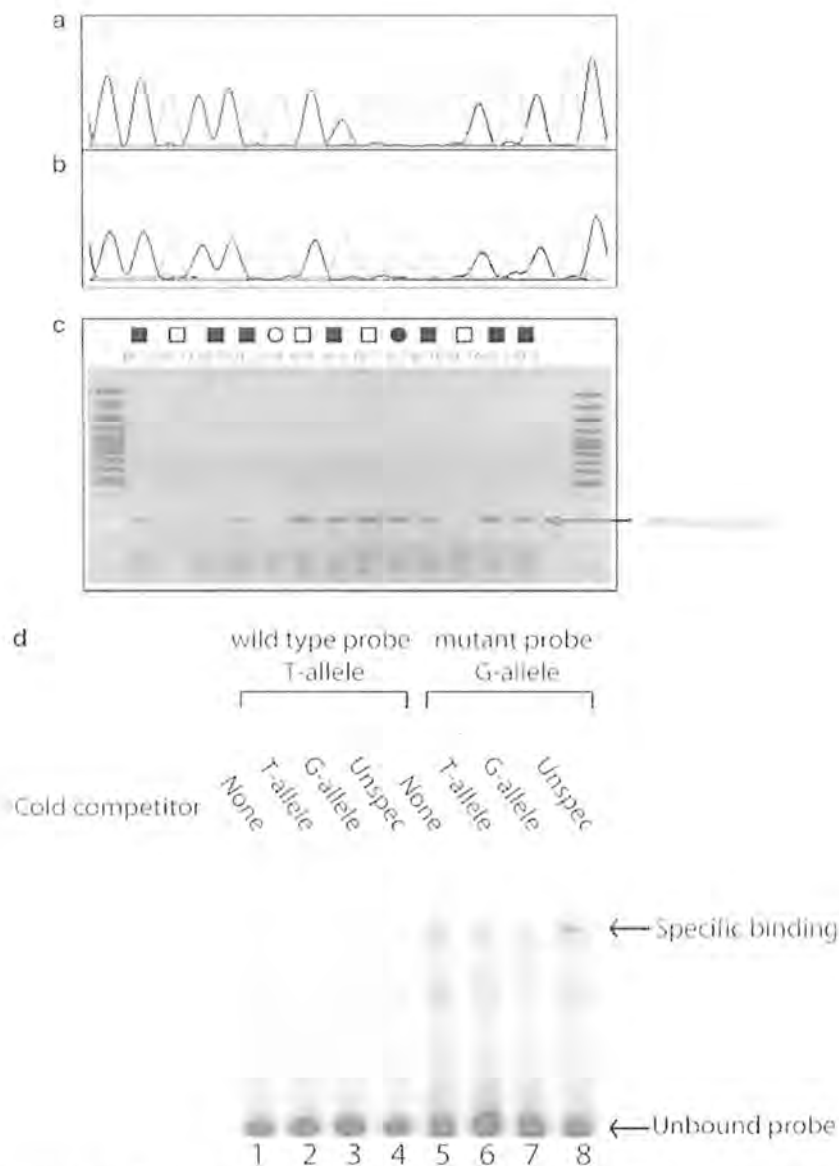 a
b
c
d
wild type probe
T-allele
mutant probe
G-allele
Cold competitor
None
T-allele
G-allele
Unspec
None
T-allele
G-allele
Unspec
Specific binding
Unbound probe
1 2 3 4 5 6 7 8